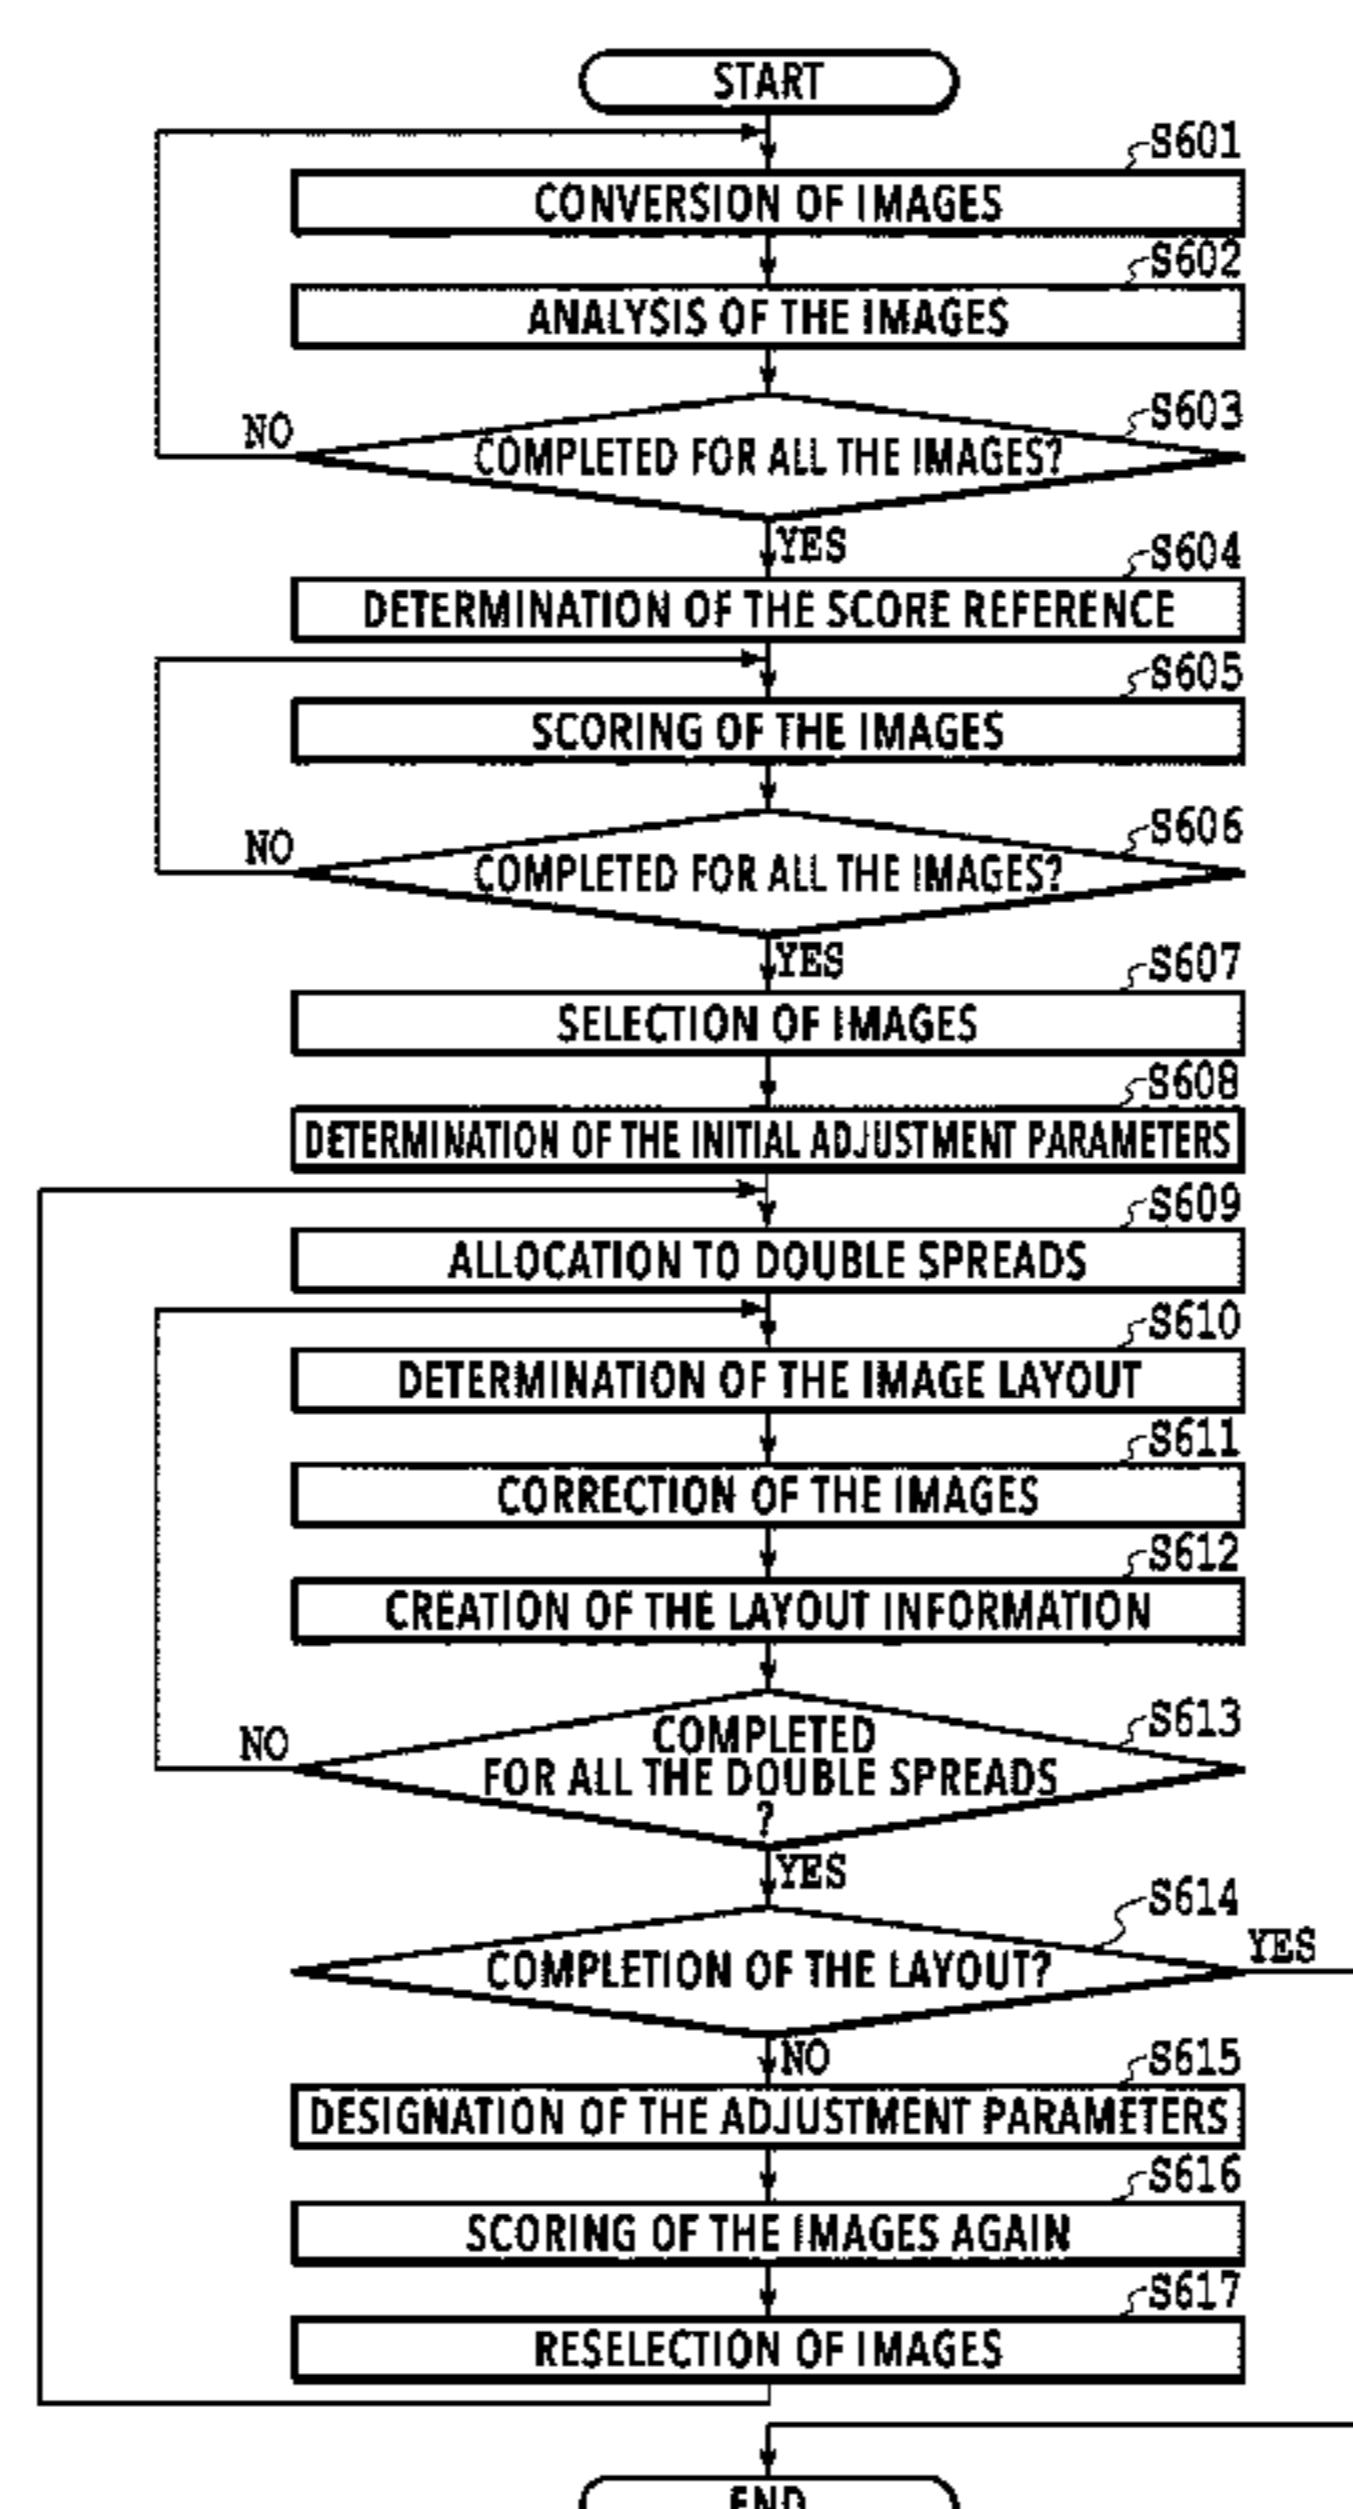 START
S601
CONVERSION OF IMAGES
S602
ANALYSIS OF THE IMAGES
S603
NO
COMPLETED FOR ALL THE IMAGES?
YES
S604
DETERMINATION OF THE SCORE REFERENCE
S605
SCORING OF THE IMAGES
S606
NO
COMPLETED FOR ALL THE IMAGES?
YES
S607
SELECTION OF IMAGES
S608
DETERMINATION OF THE INITIAL ADJUSTMENT PARAMETERS
S609
ALLOCATION TO DOUBLE SPREADS
S610
DETERMINATION OF THE IMAGE LAYOUT
S611
CORRECTION OF THE IMAGES
S612
CREATION OF THE LAYOUT INFORMATION
S613
NO
COMPLETED
FOR ALL THE DOUBLE SPREADS
?
YES
S614
YES
COMPLETION OF THE LAYOUT?
NO
S615
DESIGNATION OF THE ADJUSTMENT PARAMETERS
S616
SCORING OF THE IMAGES AGAIN
S617
RESELECTION OF IMAGES
END